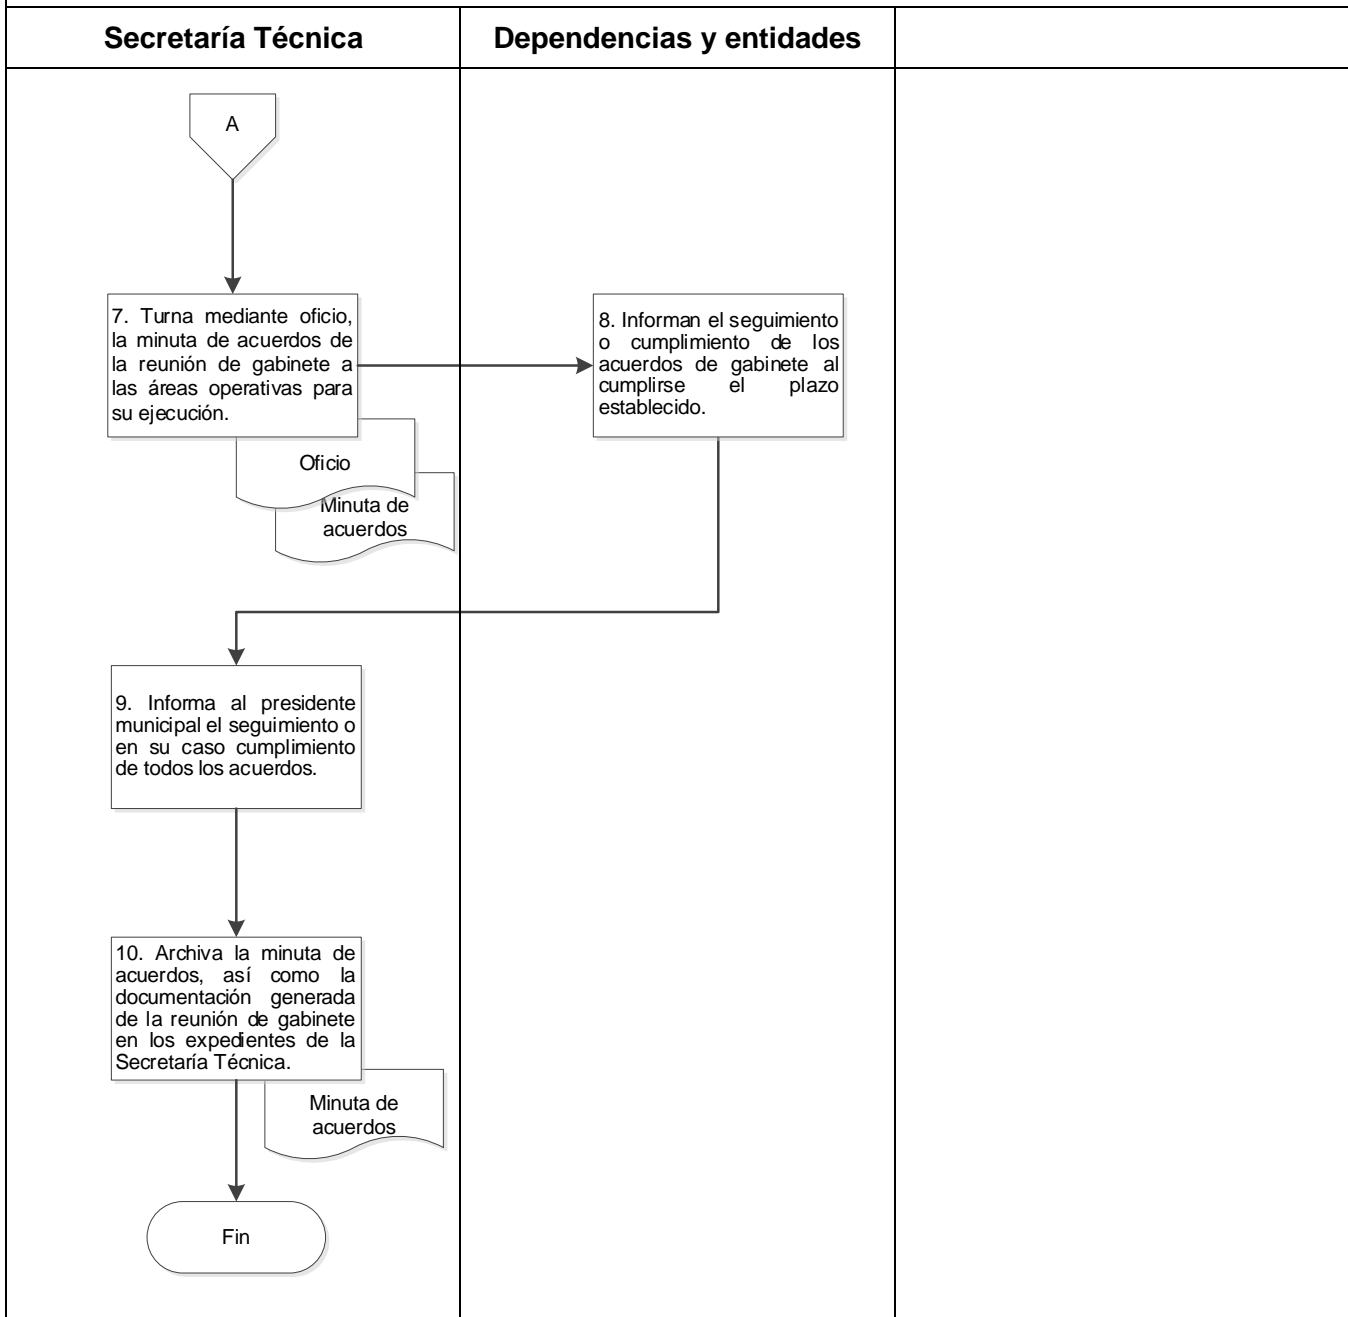 Secretaría Técnica
Dependencias y entidades
A
7. Turna mediante oficio,
la minuta de acuerdos de
la reunión de gabinete a
las áreas operativas para
su ejecución.
8. Informan el seguimiento
o cumplimiento de los
acuerdos de gabinete al
cumplirse el plazo
establecido.
Oficio
Minuta de
acuerdos
9. Informa al presidente
municipal el seguimiento o
en su caso cumplimiento
de todos los acuerdos.
10. Archiva la minuta de
acuerdos, así como la
documentación generada
de la reunión de gabinete
en los expedientes de la
Secretaría Técnica.
Minuta de
acuerdos
Fin